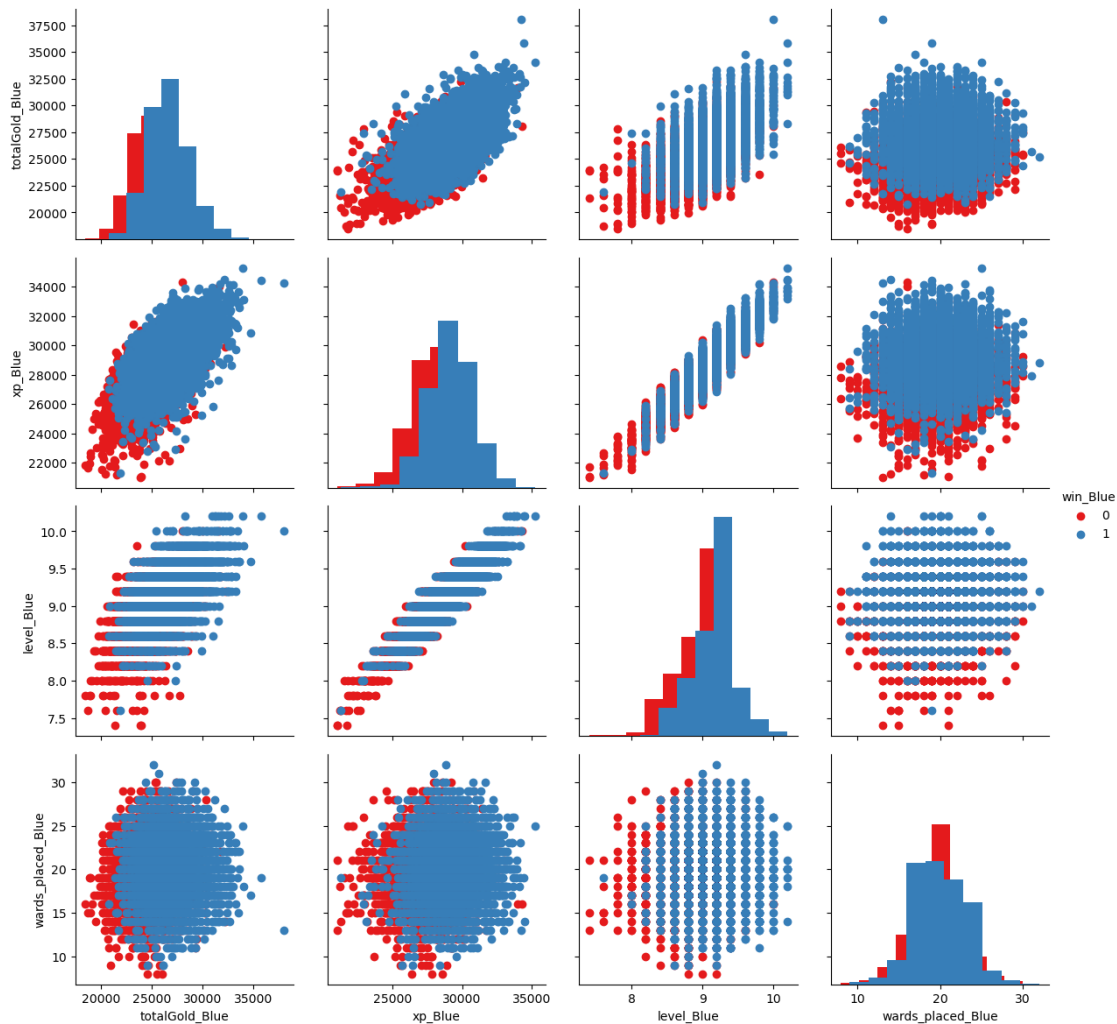 37500
35000
32500
30000
27500
25000
22500
20000
totalGold_Blue
34000
32000
30000
28000
26000
24000
22000
xp_Blue
win_Blue
0
1
10.0
9.5
9.0
8.5
8.0
7.5
level_Blue
30
25
20
15
10
wards_placed_Blue
20000 25000 30000 35000
totalGold_Blue
25000 30000 35000
xp_Blue
8 9 10
level_Blue
10 20 30
wards_placed_Blue